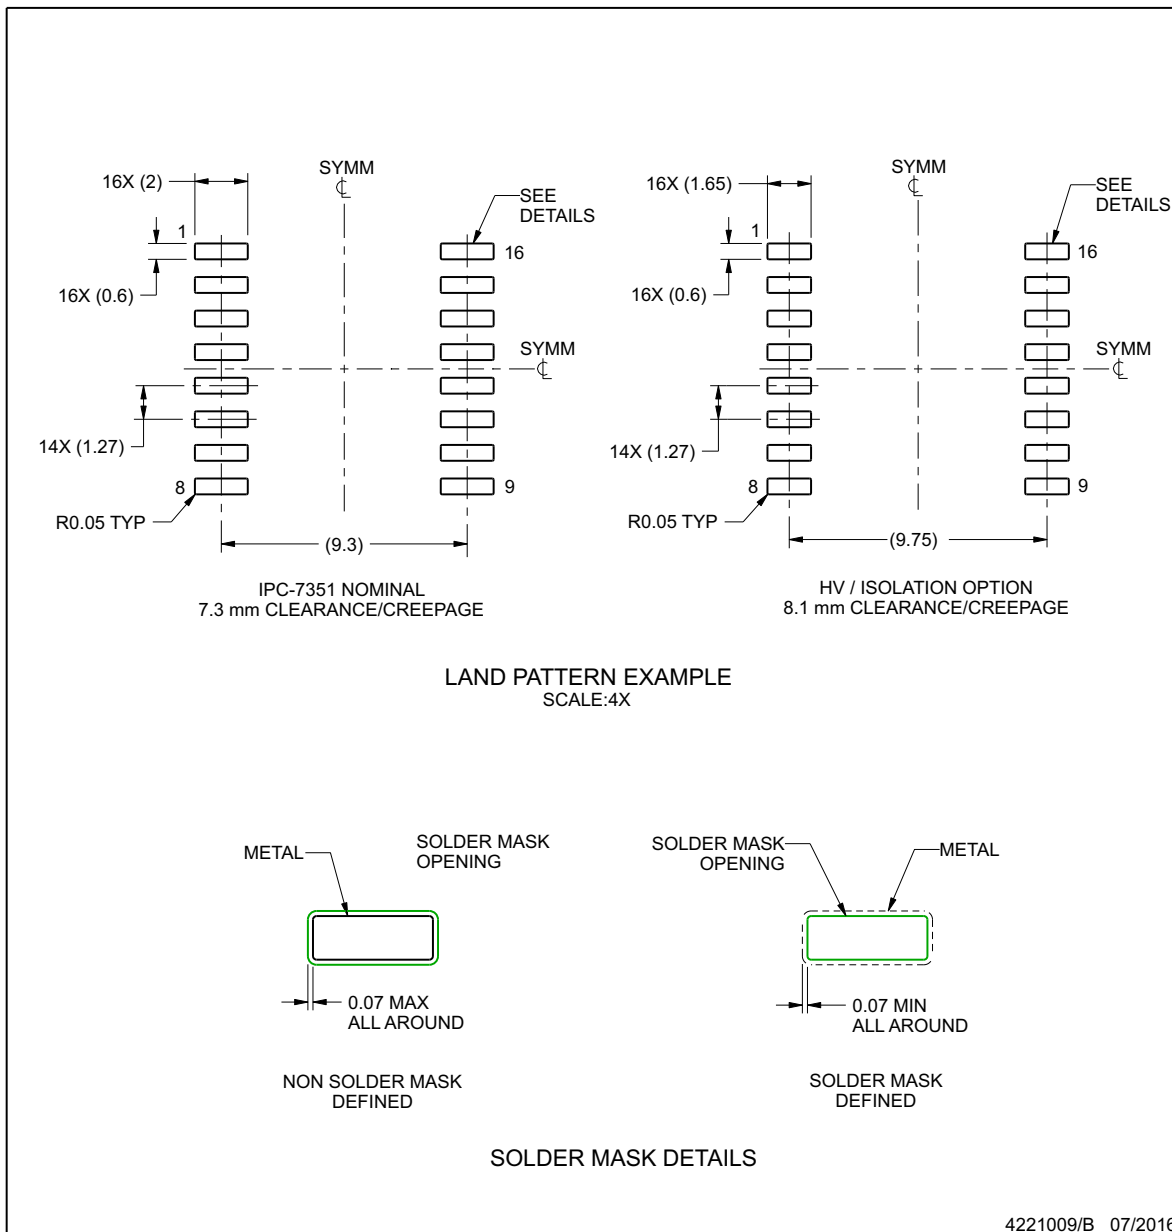 SYMM
℄
16X (2)
SEE
DETAILS
1
16
16X (0.6)
SYMM
℄
14X (1.27)
8
9
R0.05 TYP
(9.3)
IPC-7351 NOMINAL
7.3 mm CLEARANCE/CREEPAGE
SYMM
℄
16X (1.65)
SEE
DETAILS
1
16
16X (0.6)
SYMM
℄
14X (1.27)
8
9
R0.05 TYP
(9.75)
HV / ISOLATION OPTION
8.1 mm CLEARANCE/CREEPAGE
LAND PATTERN EXAMPLE
SCALE:4X
METAL
SOLDER MASK
OPENING
0.07 MAX
ALL AROUND
NON SOLDER MASK
DEFINED
SOLDER MASK
OPENING
METAL
0.07 MIN
ALL AROUND
SOLDER MASK
DEFINED
SOLDER MASK DETAILS
4221009/B 07/2016